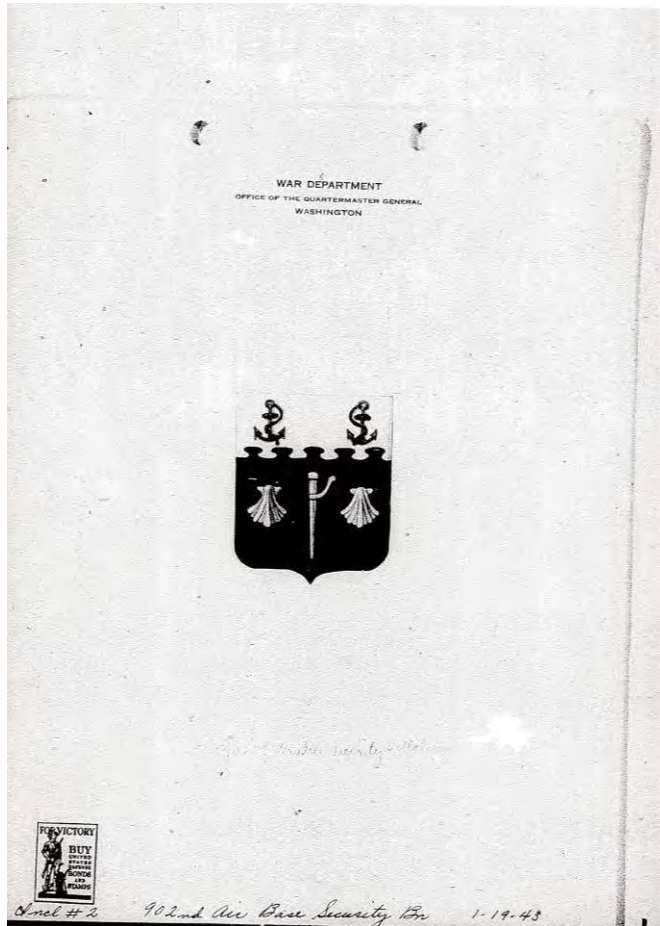 WAR DEPARTMENT
OFFICE OF THE QUARTERMASTER GENERAL
WASHINGTON
FOR VICTORY
BUY
UNITED
STATES
DEFENSE
BONDS
AND
STAMPS
Incl # 2 902nd Air Base Security Bn 1-19-43